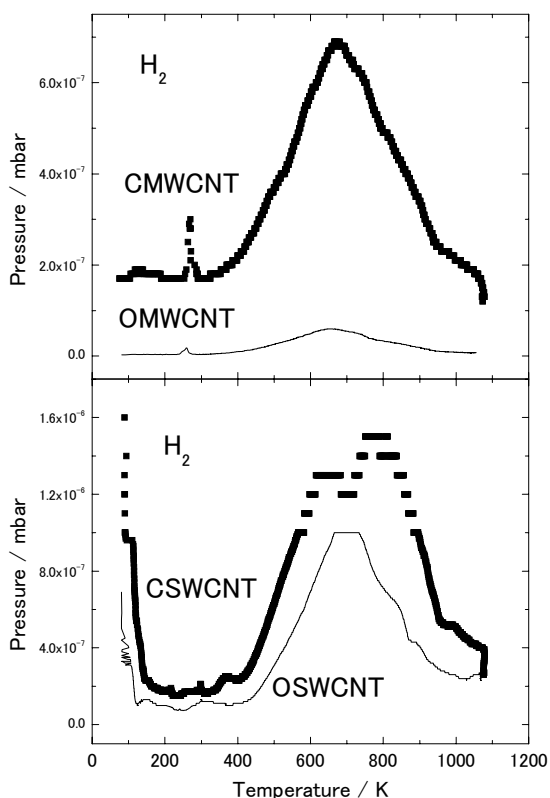 H₂
6.0x10⁻⁷
4.0x10⁻⁷
2.0x10⁻⁷
0.0
Pressure / mbar
CMWCNT
OMWCNT
H₂
1.6x10⁻⁶
1.2x10⁻⁶
8.0x10⁻⁷
4.0x10⁻⁷
0.0
Pressure / mbar
CSWCNT
OSWCNT
0 200 400 600 800 1000 1200
Temperature / K